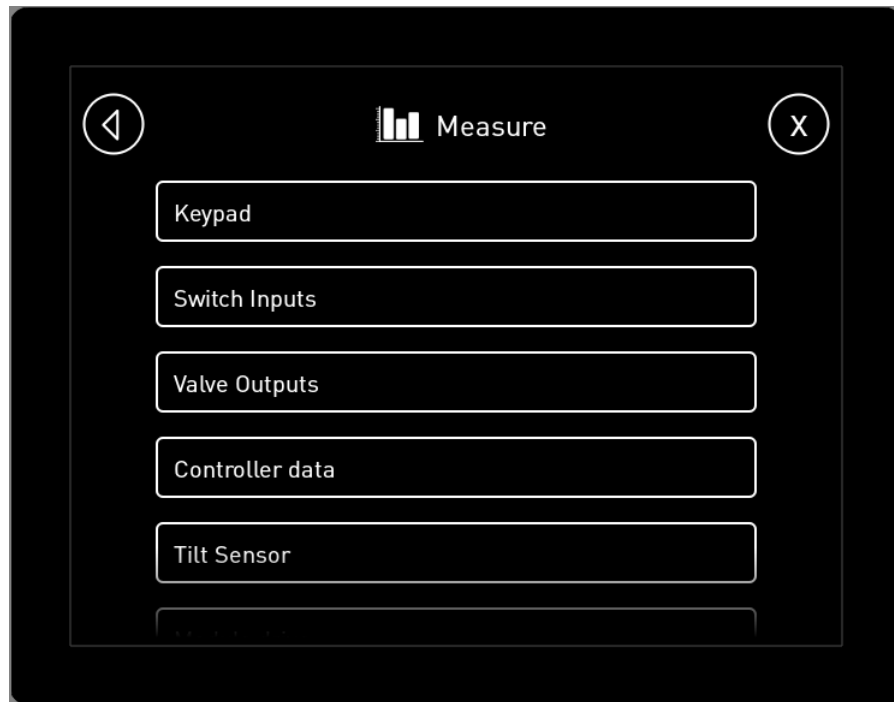 Measure
X
Keypad
Switch Inputs
Valve Outputs
Controller data
Tilt Sensor